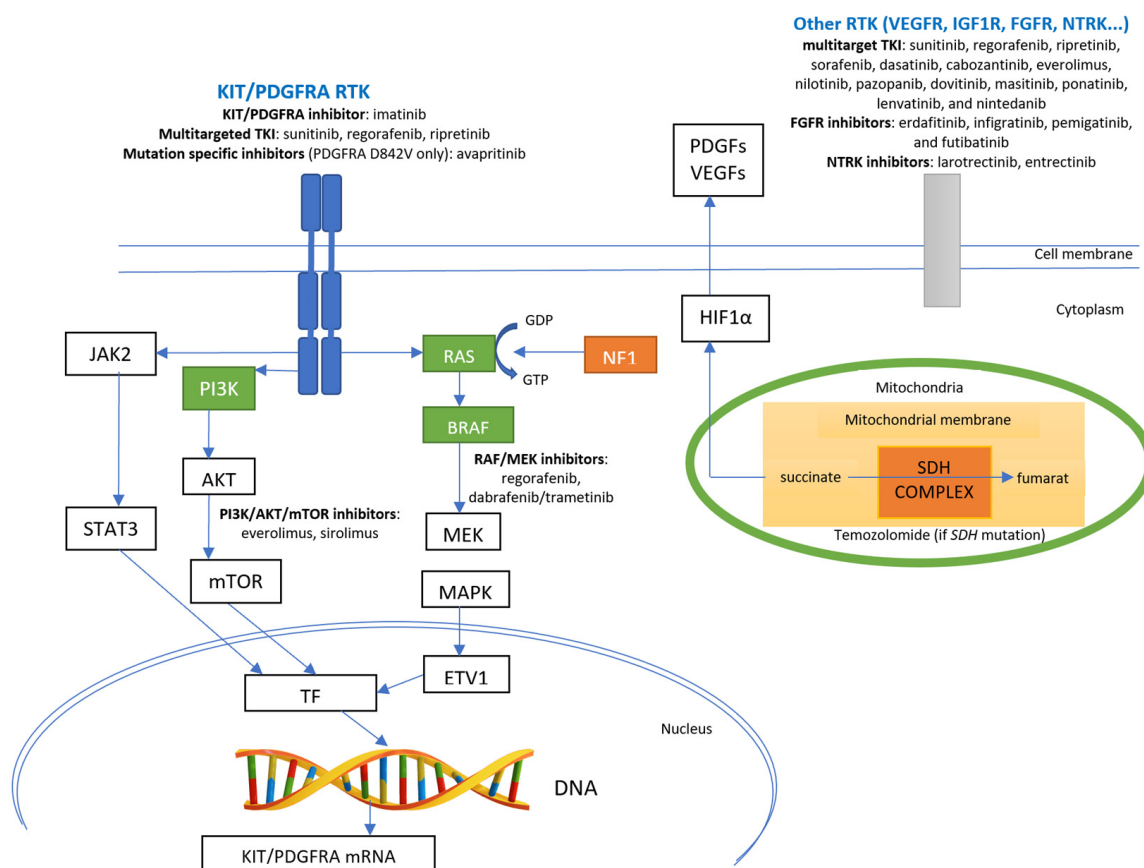 Other RTK (VEGFR, IGF1R, FGFR, NTRK...)
multitarget TKI: sunitinib, regorafenib, ripretinib,
sorafenib, dasatinib, cabozantinib, everolimus,
nilotinib, pazopanib, dovitinib, masitinib, ponatinib,
lenvatinib, and nintedanib
FGFR inhibitors: erdafitinib, infigratinib, pemigatinib,
and futibatinib
NTRK inhibitors: larotrectinib, entrectinib
KIT/PDGFRA RTK
KIT/PDGFRA inhibitor: imatinib
Multitargeted TKI: sunitinib, regorafenib, ripretinib
Mutation specific inhibitors (PDGFRA D842V only): avapritinib
PDGFs
VEGFs
Cell membrane
Cytoplasm
HIF1α
JAK2
PI3K
RAS
GDP
GTP
NF1
BRAF
RAF/MEK inhibitors:
regorafenib,
dabrafenib/trametinib
AKT
PI3K/AKT/mTOR inhibitors:
everolimus, sirolimus
STAT3
MEK
mTOR
MAPK
ETV1
TF
Mitochondria
Mitochondrial membrane
succinate
SDH
COMPLEX
fumarat
Temozolomide (if SDH mutation)
Nucleus
DNA
KIT/PDGFRA mRNA